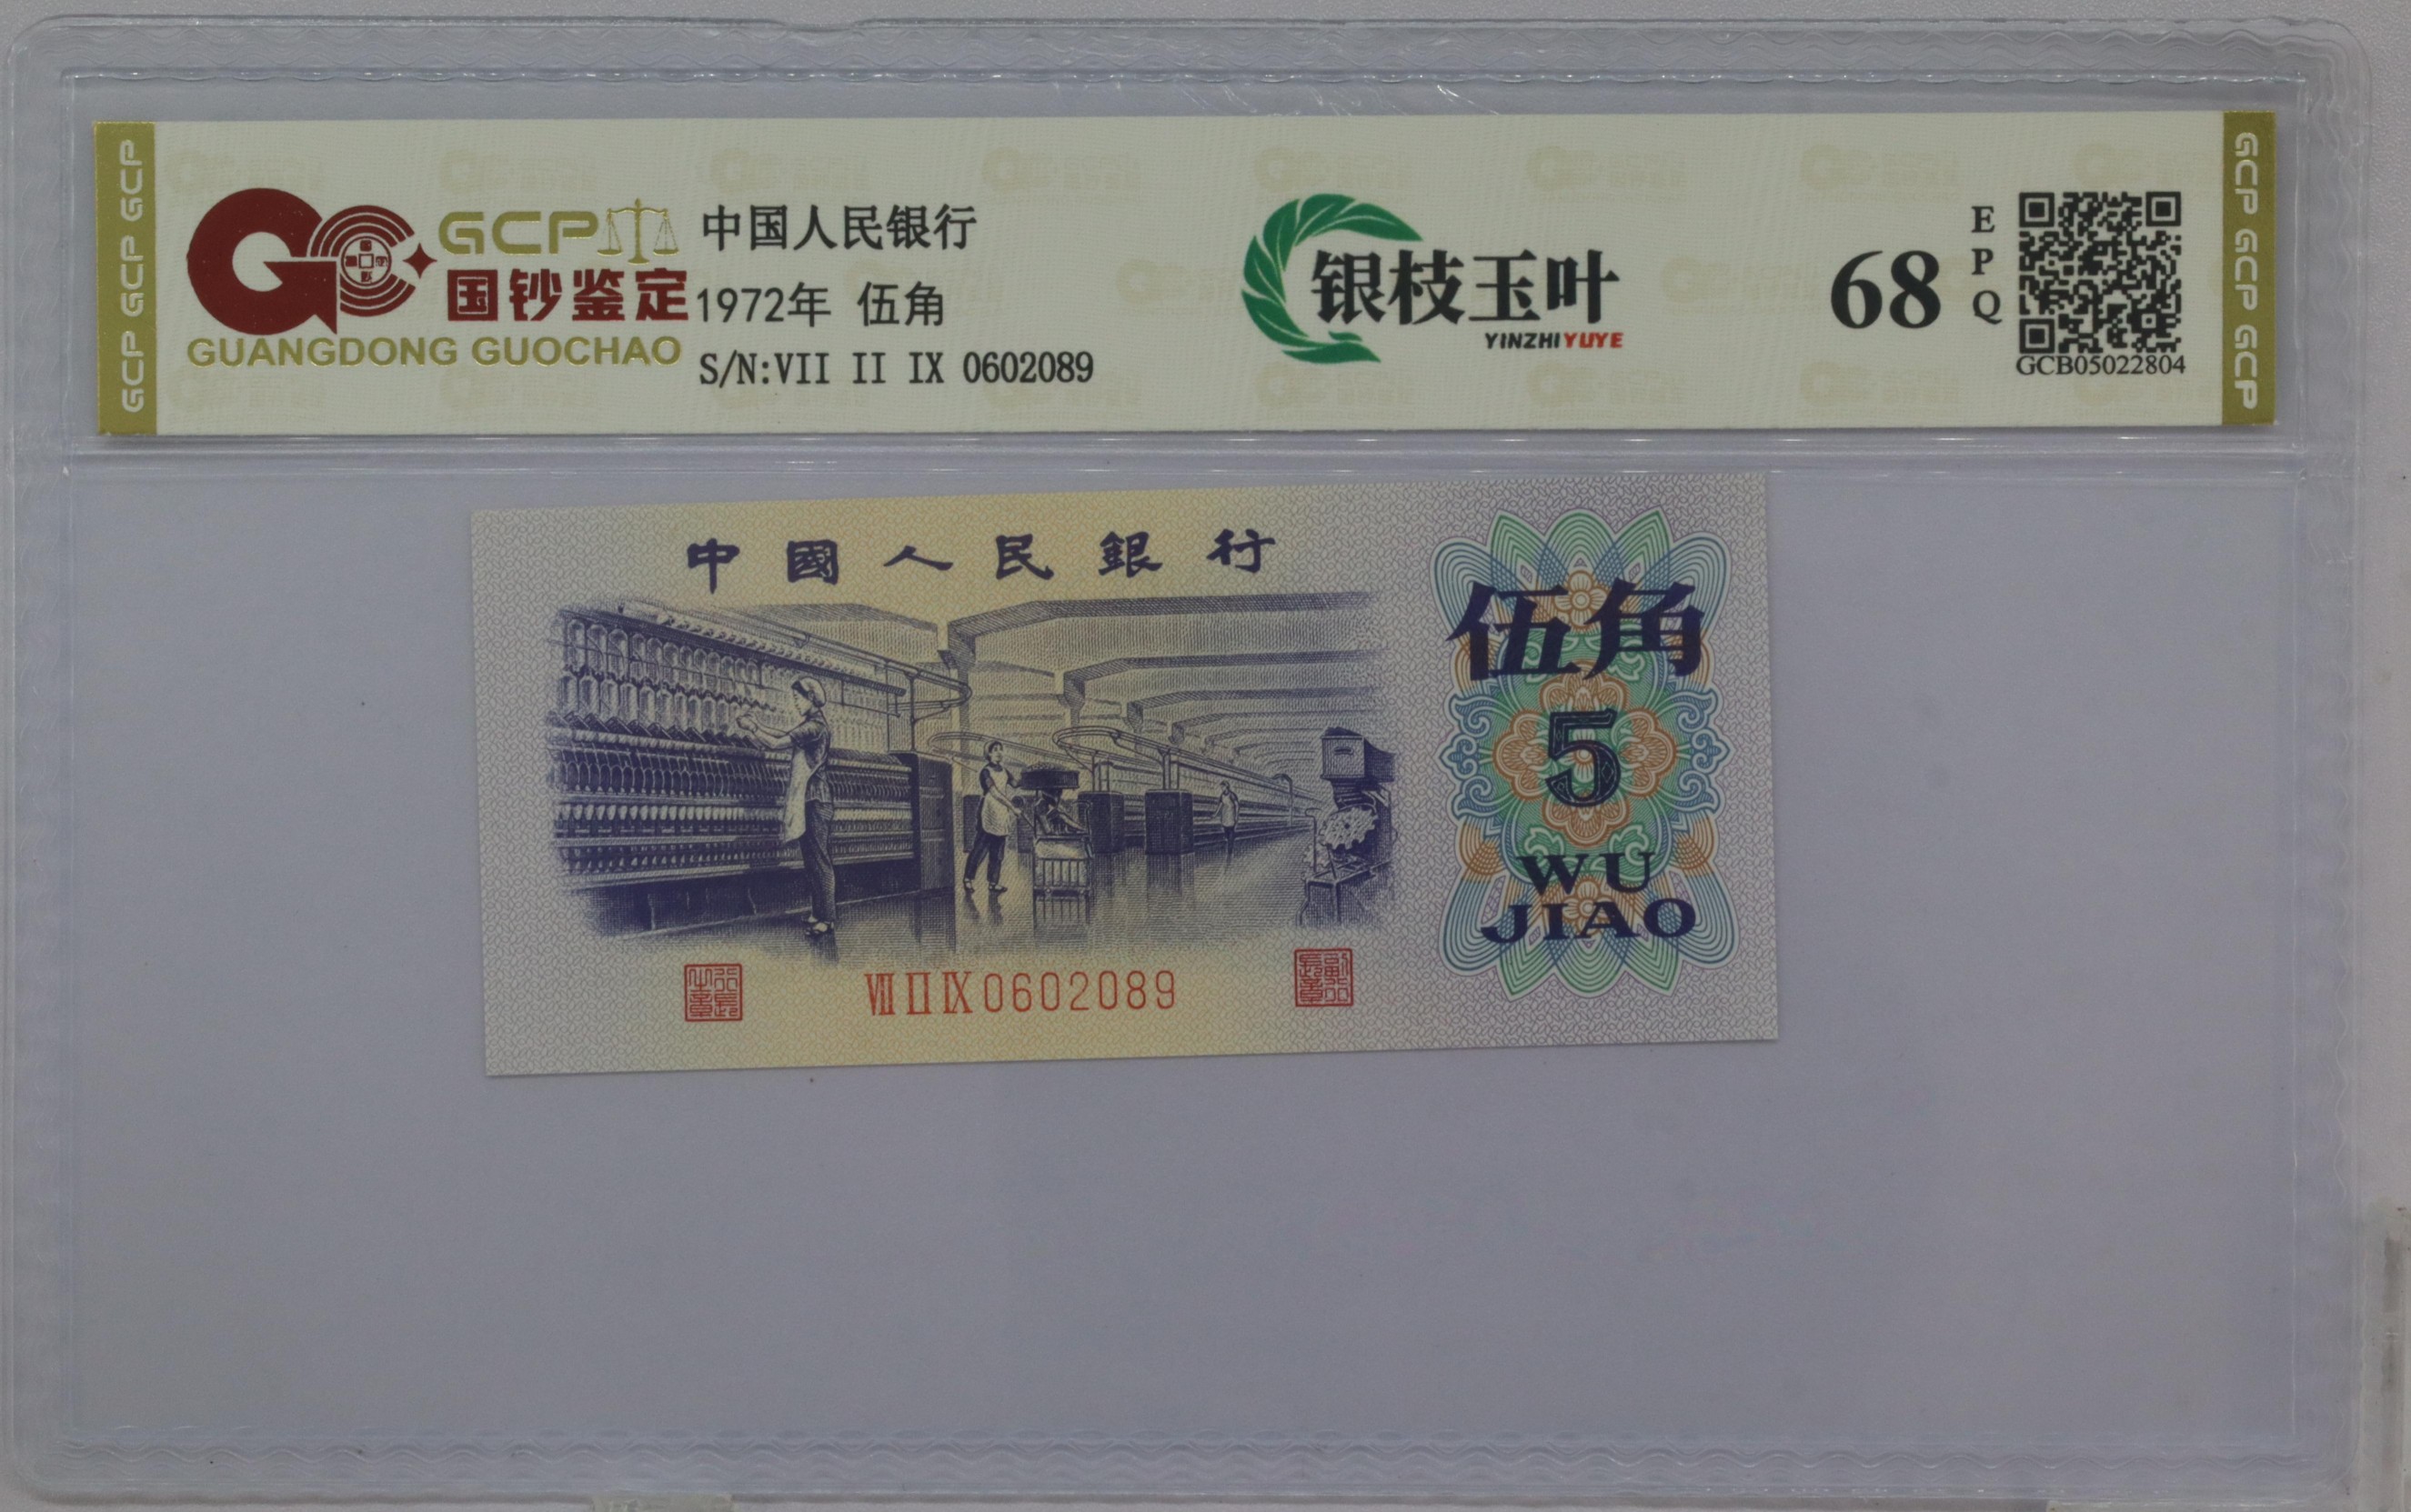 GCP GCP GCP
GCP
国钞鉴定
GUANGDONG GUOCHAO
中国人民银行
1972年 伍角
S/N:VII II IX 0602089
银枝玉叶
YINZHIYUYE
68
EPQ
GCB05022804
GCP GCP GCP
中國人民銀行
伍角
5
WU
JIAO
VII II IX 0602089